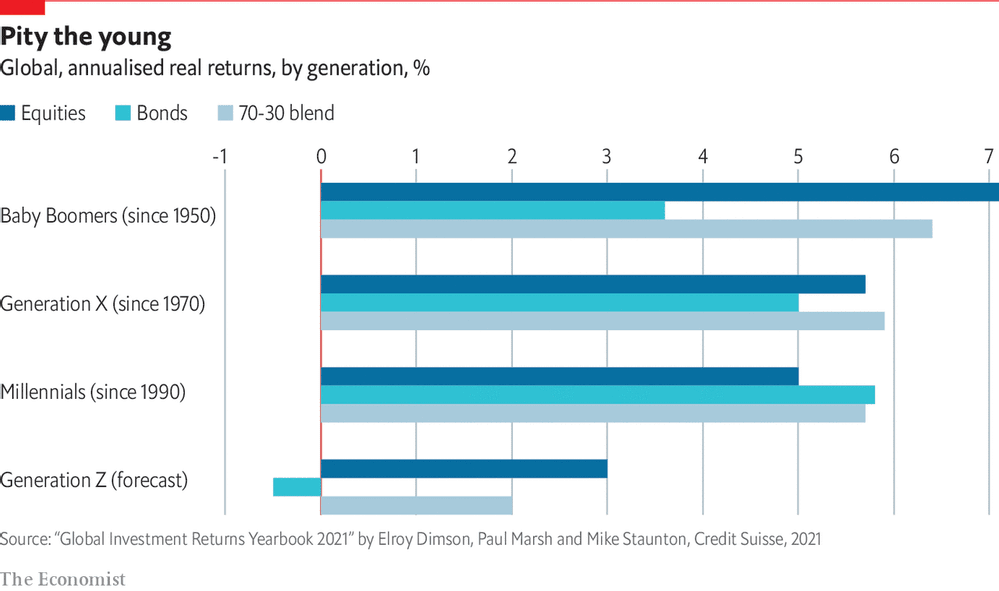 Pity the young
Global, annualised real returns, by generation, %
Equities Bonds 70-30 blend
-1 0 1 2 3 4 5 6 7
Baby Boomers (since 1950)
Generation X (since 1970)
Millennials (since 1990)
Generation Z (forecast)
Source: “Global Investment Returns Yearbook 2021” by Elroy Dimson, Paul Marsh and Mike Staunton, Credit Suisse, 2021
The Economist